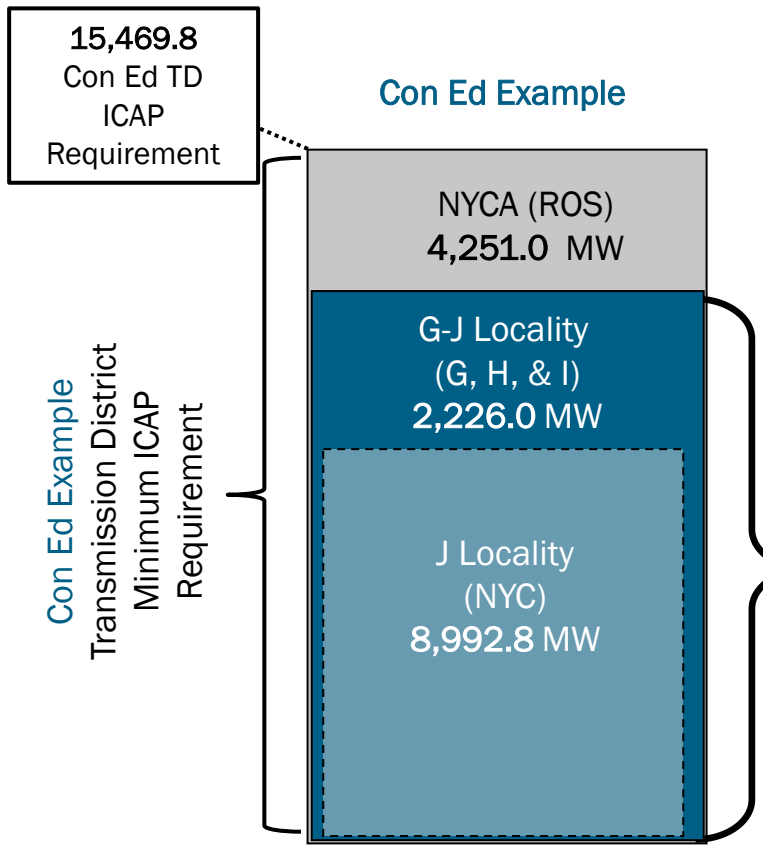 15,469.8
Con Ed TD
ICAP
Requirement
Con Ed Example
NYCA (ROS)
4,251.0 MW
G-J Locality
(G, H, & I)
2,226.0 MW
J Locality
(NYC)
8,992.8 MW
Con Ed Example
Transmission District
Minimum ICAP
Requirement